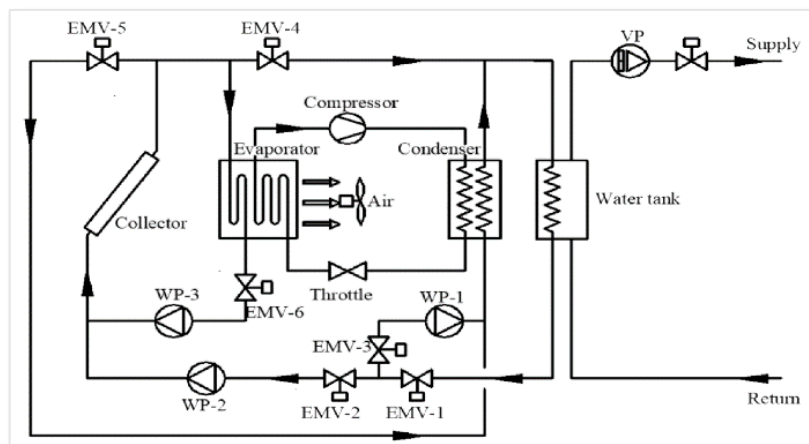 EMV-5
EMV-4
VP
Supply
Compressor
Evaporator
Condenser
Air
Water tank
Collector
Throttle
WP-3
EMV-6
WP-1
EMV-3
WP-2
EMV-2
EMV-1
Return